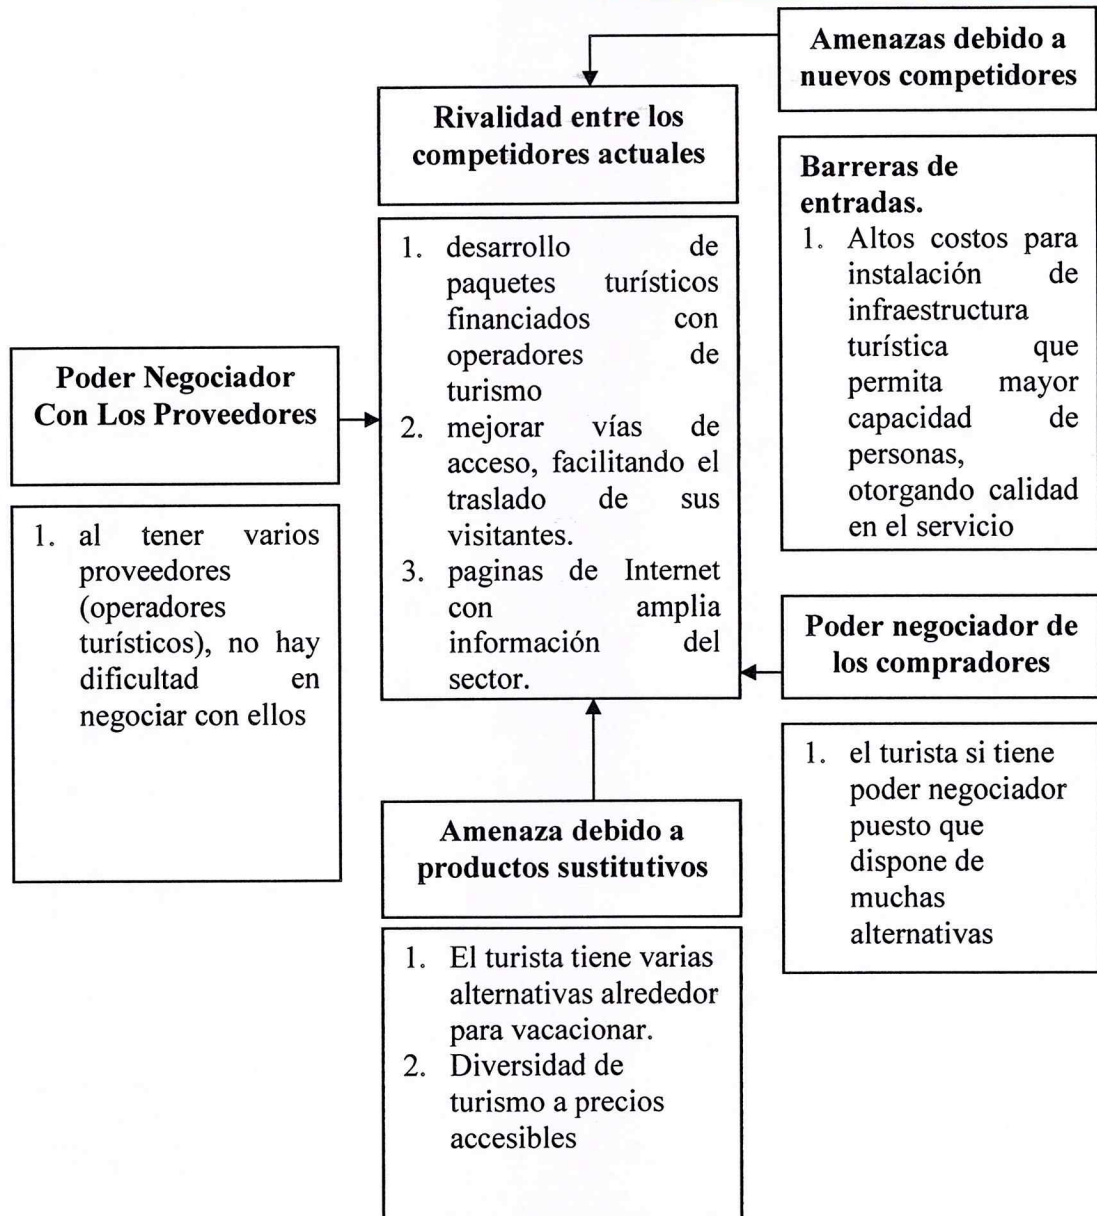 Amenazas debido a
nuevos competidores
Rivalidad entre los
competidores actuales
Barreras de
entradas.
1. Altos costos para
instalación de
infraestructura
turística que
permita mayor
capacidad de
personas,
otorgando calidad
en el servicio
1. desarrollo de
paquetes turísticos
financiados con
operadores de
turismo
2. mejorar vías de
acceso, facilitando el
traslado de sus
visitantes.
3. paginas de Internet
con amplia
información del
sector.
Poder Negociador
Con Los Proveedores
1. al tener varios
proveedores
(operadores
turísticos), no hay
dificultad en
negociar con ellos
Poder negociador de
los compradores
1. el turista si tiene
poder negociador
puesto que
dispone de
muchas
alternativas
Amenaza debido a
productos sustitutivos
1. El turista tiene varias
alternativas alrededor
para vacacionar.
2. Diversidad de
turismo a precios
accesibles